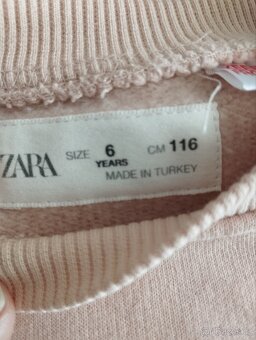 ZARA SIZE 6 YEARS CM 116
MADE IN TURKEY